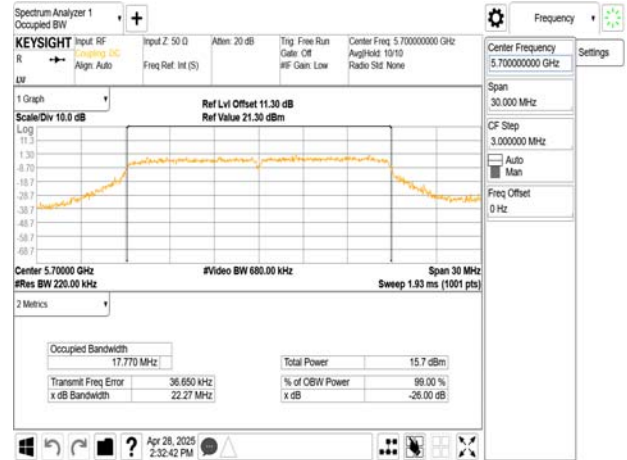 Spectrum Analyzer 1
Occupied BW
Frequency
KEYSIGHT
Input: RF
Coupling: DC
Align: Auto
Input Z: 50 Ω
Freq Ref: Int (S)
Atten: 20 dB
Trig: Free Run
Gate: Off
#IF Gain: Low
Center Freq: 5.700000000 GHz
Avg|Hold: 10/10
Radio Std: None
R
LXI
Center Frequency
5.700000000 GHz
Settings
Span
30.000 MHz
CF Step
3.000000 MHz
Auto
Man
Freq Offset
0 Hz
1 Graph
Scale/Div 10.0 dB
Ref Lvl Offset 11.30 dB
Ref Value 21.30 dBm
Log
11.3
1.30
-8.70
-18.7
-28.7
-38.7
-48.7
-58.7
-68.7
Center 5.70000 GHz
#Video BW 680.00 kHz
Span 30 MHz
#Res BW 220.00 kHz
Sweep 1.93 ms (1001 pts)
2 Metrics
Occupied Bandwidth
17.770 MHz
Total Power 15.7 dBm
Transmit Freq Error 36.650 kHz
% of OBW Power 99.00 %
x dB Bandwidth 22.27 MHz
x dB -26.00 dB
?
Apr 28, 2025
2:32:42 PM